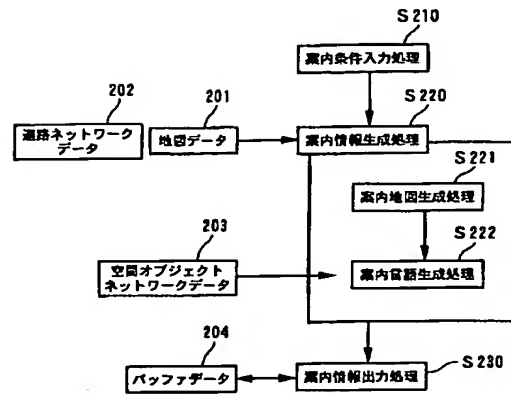 S210
案内条件入力処理
202
201
S220
道路ネットワーク
データ
地図データ
案内情報生成処理
S221
案内地図生成処理
203
S222
空間オブジェクト
ネットワークデータ
案内言語生成処理
204
バッファデータ
案内情報出力処理
S230